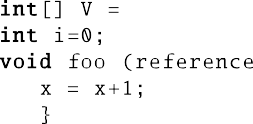 int[] V =
int i=0;
void foo (reference
x = x+1;
}